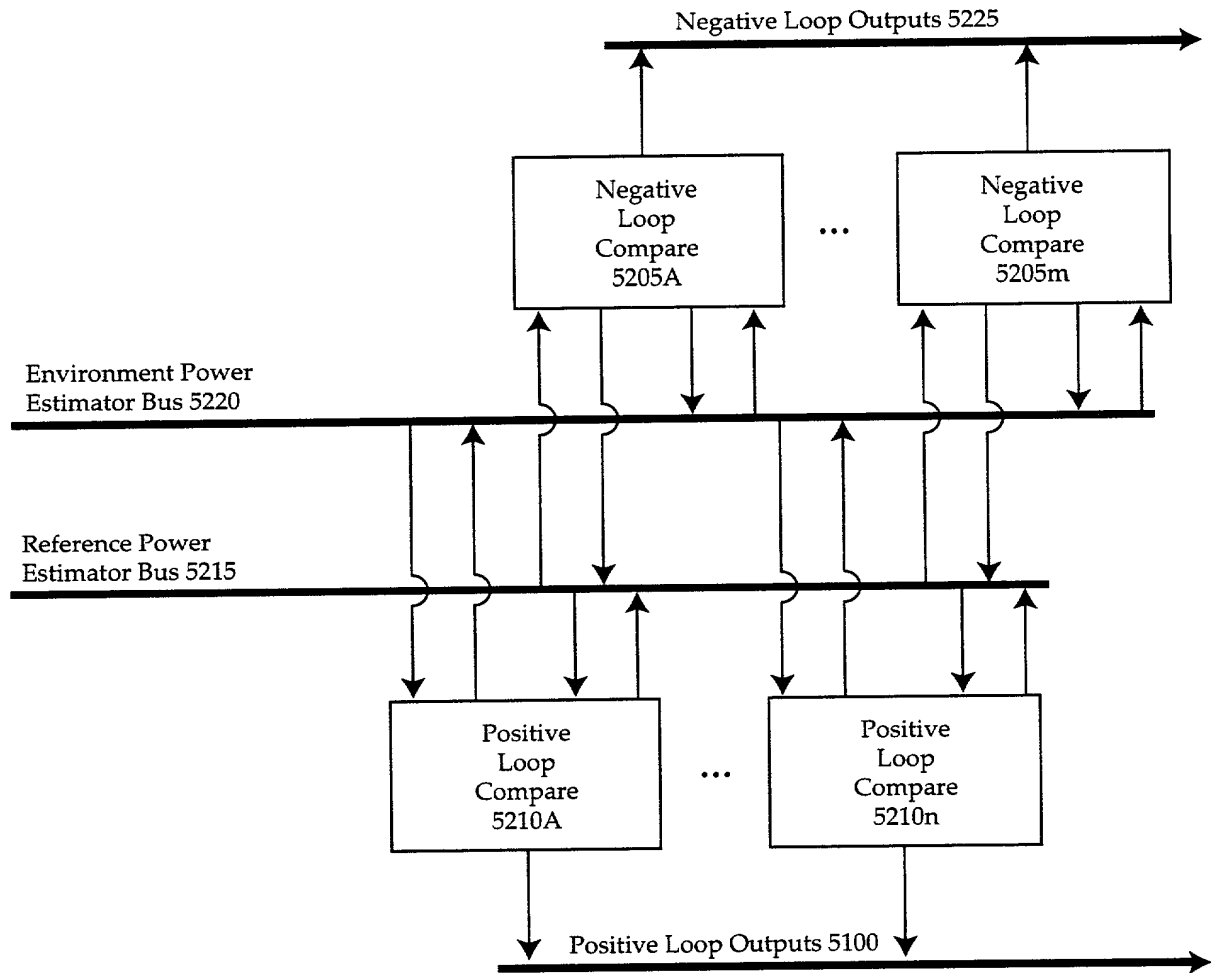 Negative Loop Outputs 5225
Negative
Loop
Compare
5205A
...
Negative
Loop
Compare
5205m
Environment Power
Estimator Bus 5220
Reference Power
Estimator Bus 5215
Positive
Loop
Compare
5210A
...
Positive
Loop
Compare
5210n
Positive Loop Outputs 5100